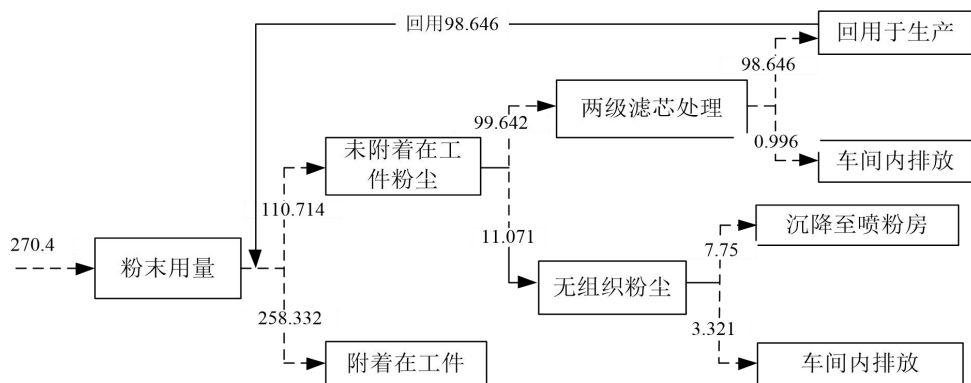 回用98.646
回用于生产
98.646
两级滤芯处理
99.642
0.996
未附着在工
件粉尘
车间内排放
110.714
沉降至喷粉房
270.4
11.071
7.75
粉末用量
无组织粉尘
258.332
3.321
附着在工件
车间内排放